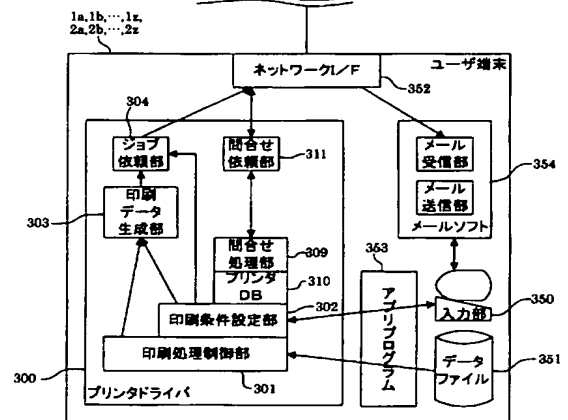 1a,1b,…,1z,
2a,2b,…,2z
ユーザ端末
ネットワークI/F
352
304
ジョブ
依頼部
問合せ
依頼部
311
メール
受信部
354
303
印刷
データ
生成部
メール
送信部
メールソフト
問合せ
処理部
309
353
プリンタ
DB
310
302
印刷条件設定部
アプリプログラム
入力部
350
印刷処理制御部
データ
ファイル
351
300
プリンタドライバ
301